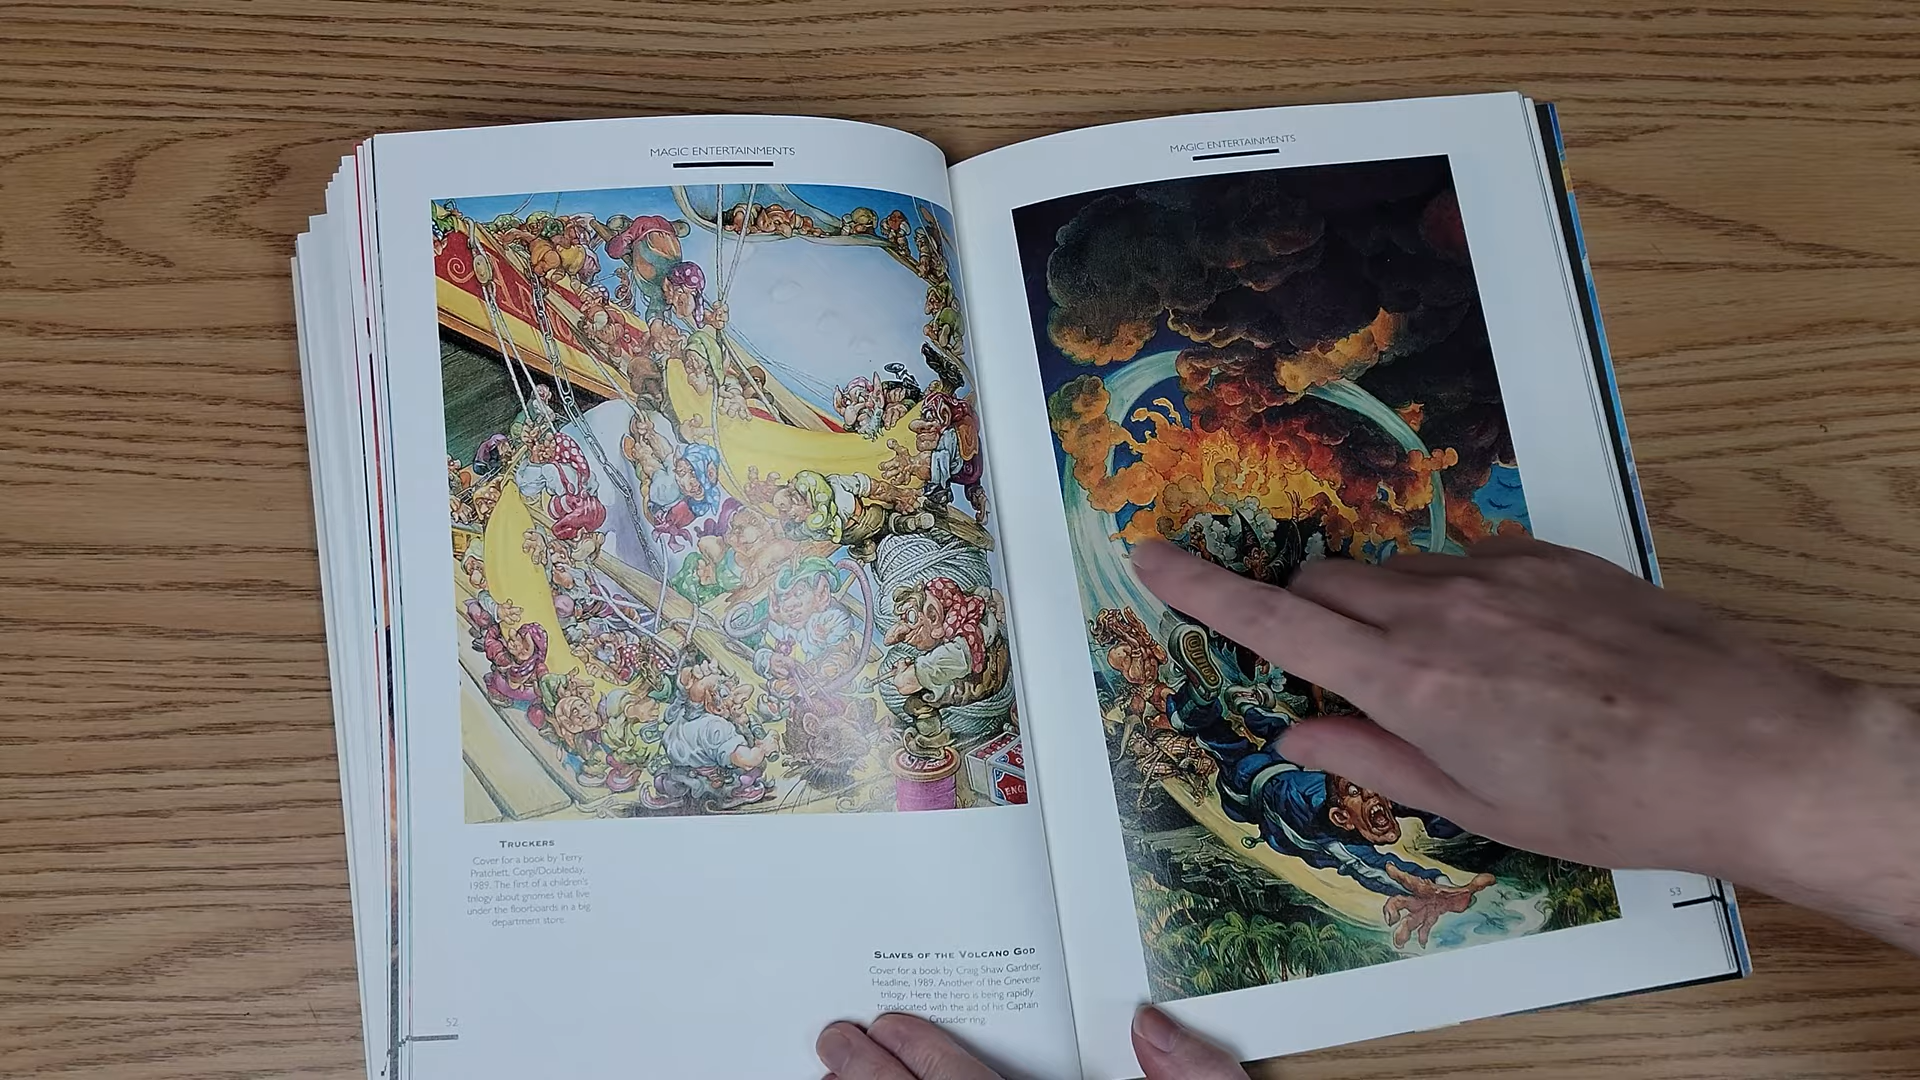 MAGIC ENTERTAINMENTS
TRUCKERS
Cover for a book by Terry
Pratchett, Corgi/Doubleday,
1989. The first of a children's
trilogy about gnomes that live
under the floorboards in a big
department store.
52
SLAVES OF THE VOLCANO GOD
Cover for a book by Craig Shaw Gardner,
Headline, 1989. Another of the Cineverse
trilogy. Here the hero is being rapidly
translocated with the aid of his Captain
Crusader ring.
MAGIC ENTERTAINMENTS
53